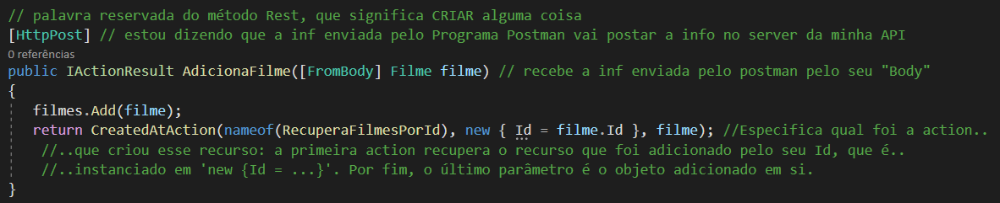 // palavra reservada do método Rest, que significa CRIAR alguma coisa
[HttpPost] // estou dizendo que a inf enviada pelo Programa Postman vai postar a info no server da minha API
0 referências
public IActionResult AdicionaFilme([FromBody] Filme filme) // recebe a inf enviada pelo postman pelo seu "Body"
{
filmes.Add(filme);
return CreatedAtAction(nameof(RecuperaFilmesPorId), new { Id = filme.Id }, filme); //Especifica qual foi a action..
//..que criou esse recurso: a primeira action recupera o recurso que foi adicionado pelo seu Id, que é..
//..instanciado em 'new {Id = ...}'. Por fim, o último parâmetro é o objeto adicionado em si.
}